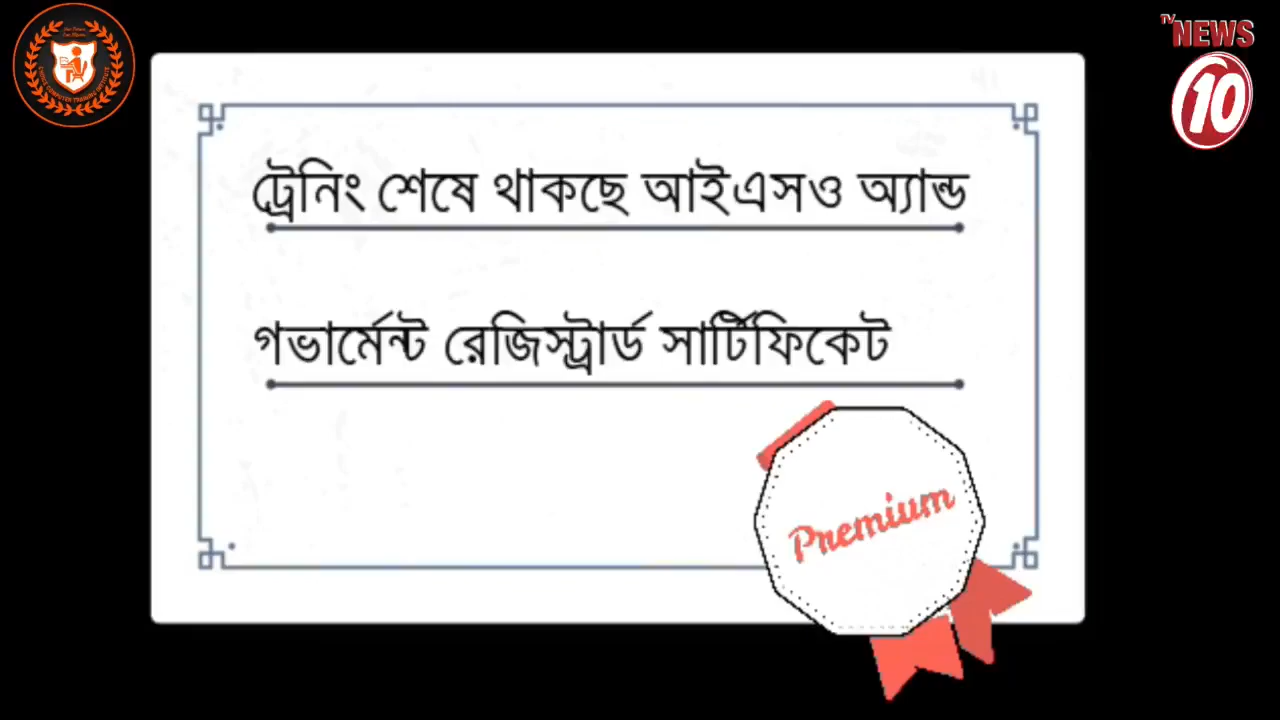 TV NEWS
10
ট্রেনিং শেষে থাকছে আইএসও অ্যান্ড
গভার্মেন্ট রেজিস্ট্রার্ড সার্টিফিকেট
Premium